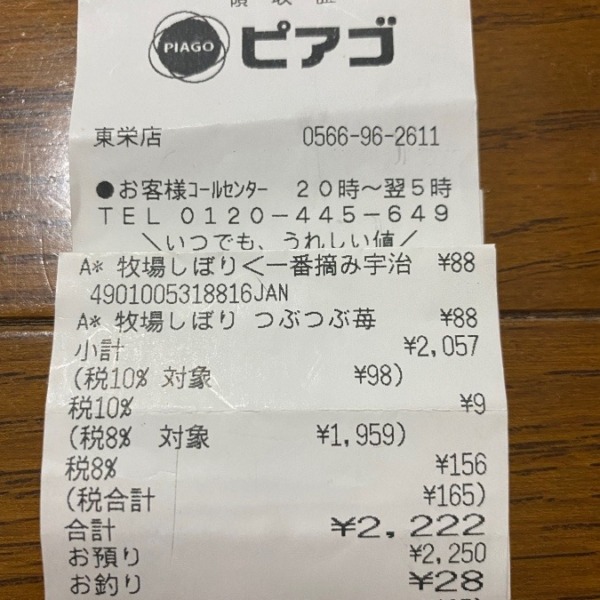 領収証
PIAGO ピアゴ
東栄店 0566-96-2611
●お客様コールセンター 20時～翌5時
TEL 0120-445-649
＼いつでも、うれしい値／
A* 牧場しぼり<一番摘み宇治 ¥88
4901005318816JAN
A* 牧場しぼり つぶつぶ苺 ¥88
小計 ¥2,057
(税10% 対象 ¥98)
税10% ¥9
(税8% 対象 ¥1,959)
税8% ¥156
(税合計 ¥165)
合計 ¥2,222
お預り ¥2,250
お釣り ¥28